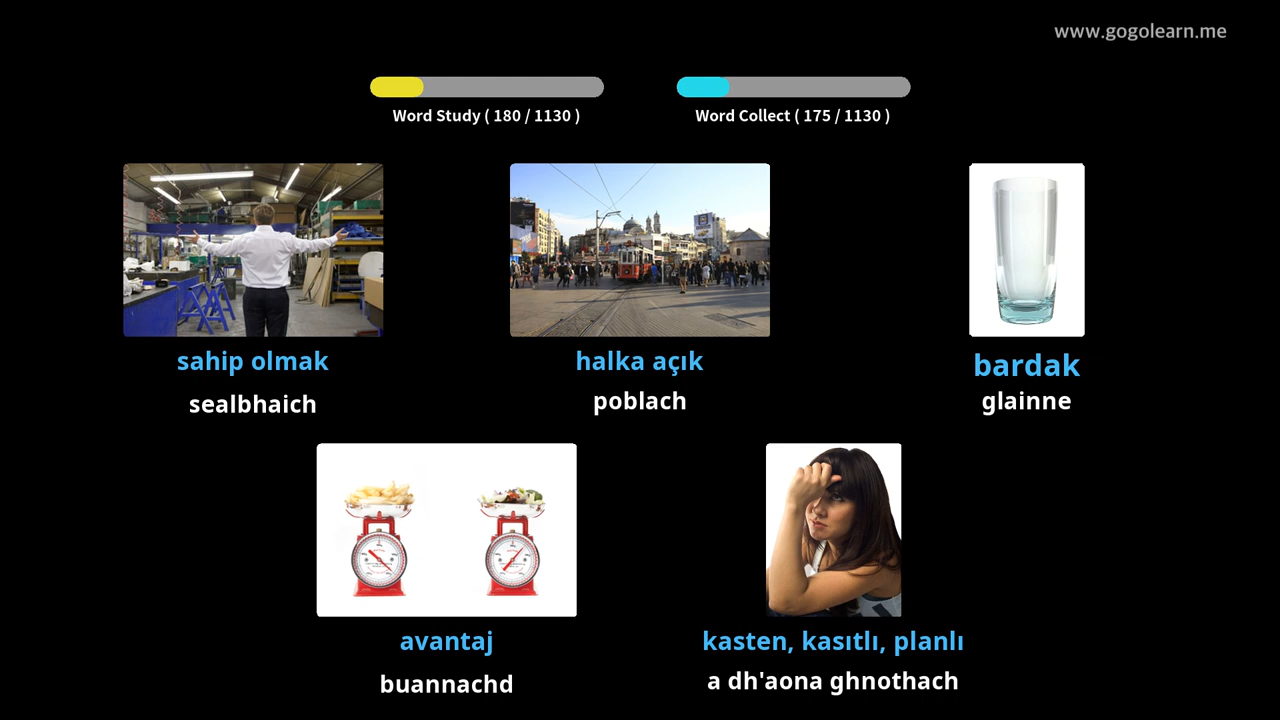 www.gogolearn.me
Word Study ( 180 / 1130 )
Word Collect ( 175 / 1130 )
sahip olmak
sealbhaich
halka açık
poblach
bardak
glainne
avantaj
buannachd
kasten, kasıtlı, planlı
a dh'aona ghnothach